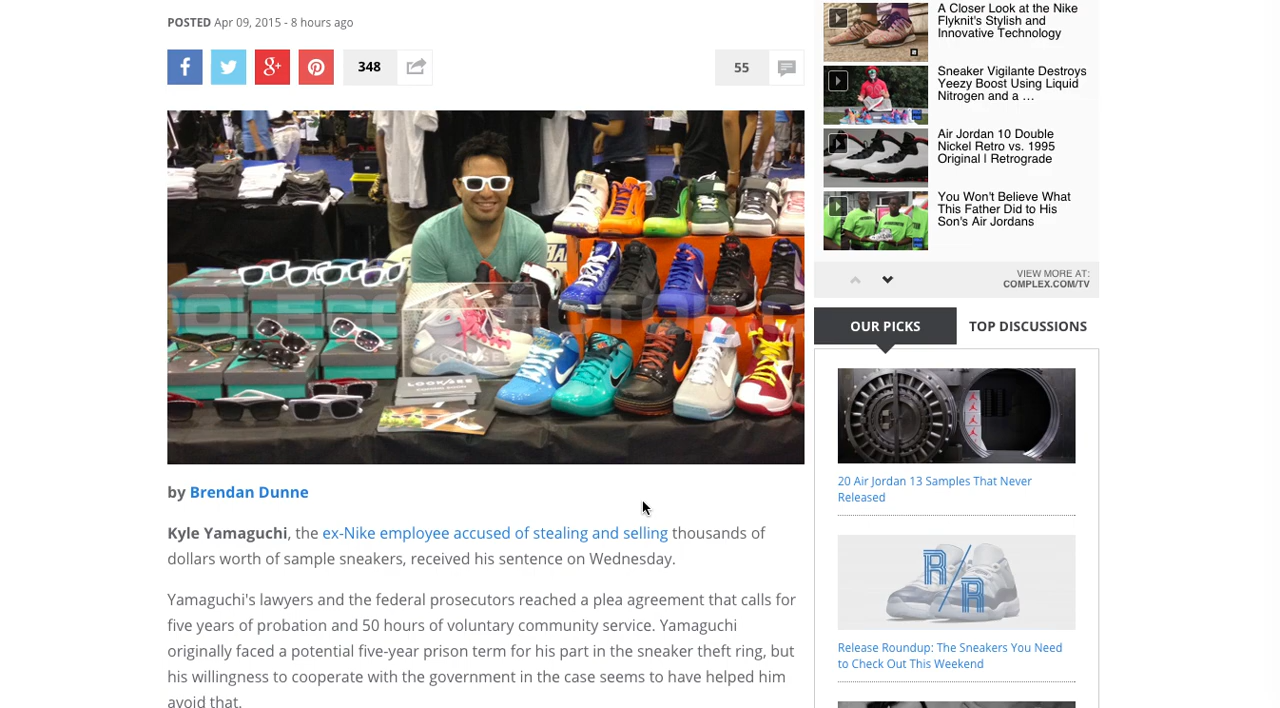 POSTED Apr 09, 2015 - 8 hours ago
348
55
by Brendan Dunne
Kyle Yamaguchi, the ex-Nike employee accused of stealing and selling thousands of
dollars worth of sample sneakers, received his sentence on Wednesday.
Yamaguchi's lawyers and the federal prosecutors reached a plea agreement that calls for
five years of probation and 50 hours of voluntary community service. Yamaguchi
originally faced a potential five-year prison term for his part in the sneaker theft ring, but
his willingness to cooperate with the government in the case seems to have helped him
avoid that.
A Closer Look at the Nike
Flyknit's Stylish and
Innovative Technology
Sneaker Vigilante Destroys
Yeezy Boost Using Liquid
Nitrogen and a …
Air Jordan 10 Double
Nickel Retro vs. 1995
Original | Retrograde
You Won't Believe What
This Father Did to His
Son's Air Jordans
VIEW MORE AT:
COMPLEX.COM/TV
OUR PICKS
TOP DISCUSSIONS
20 Air Jordan 13 Samples That Never
Released
R/R
Release Roundup: The Sneakers You Need
to Check Out This Weekend